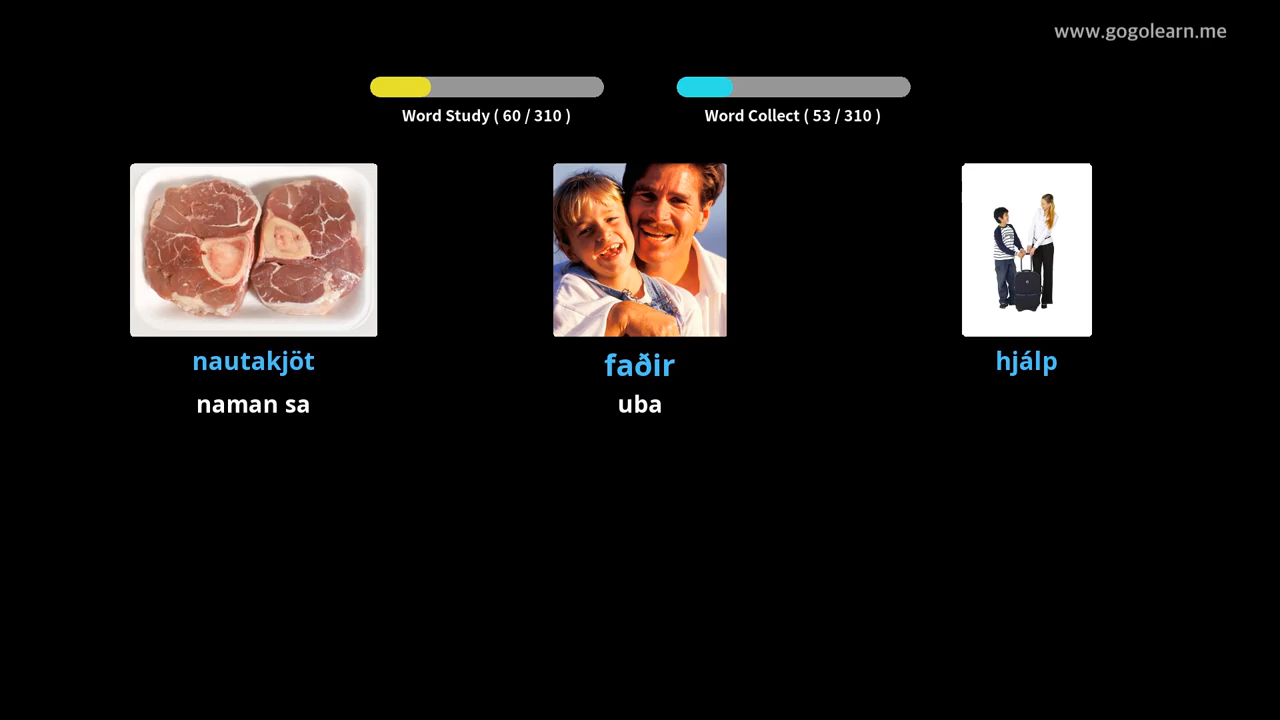 www.gogolearn.me
Word Study ( 60 / 310 )
Word Collect ( 53 / 310 )
nautakjöt
faðir
hjálp
naman sa
uba